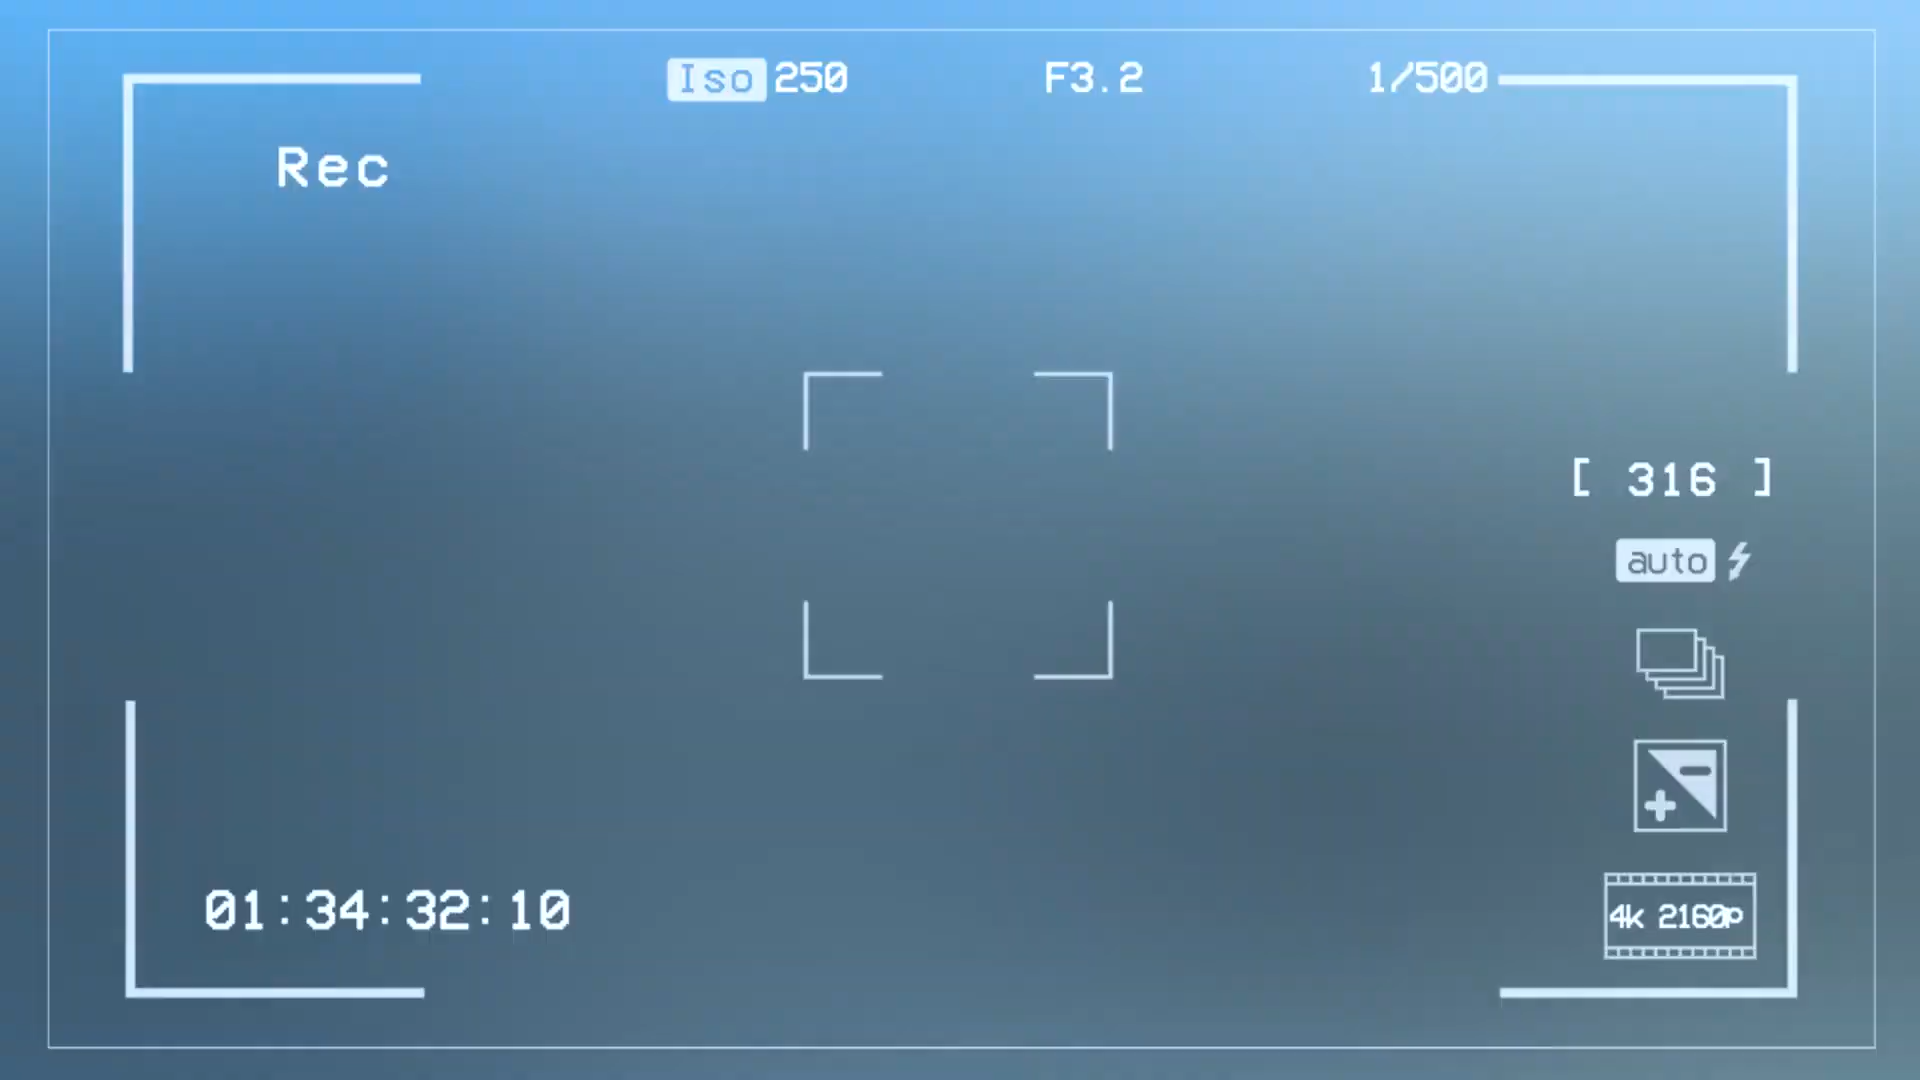 Iso 250 F3.2 1/500
Rec
[ 316 ]
auto
4k 2160p
01:34:32:10